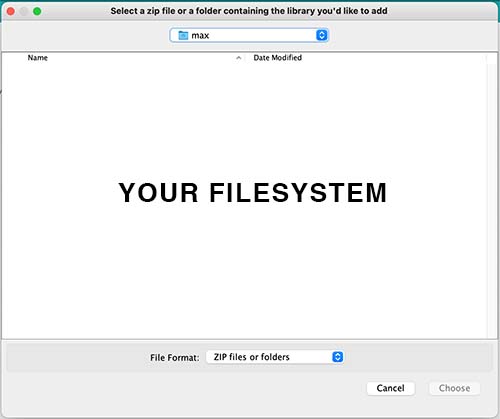 Select a zip file or a folder containing the library you'd like to add
max
Name Date Modified
YOUR FILESYSTEM
File Format: ZIP files or folders
Cancel Choose